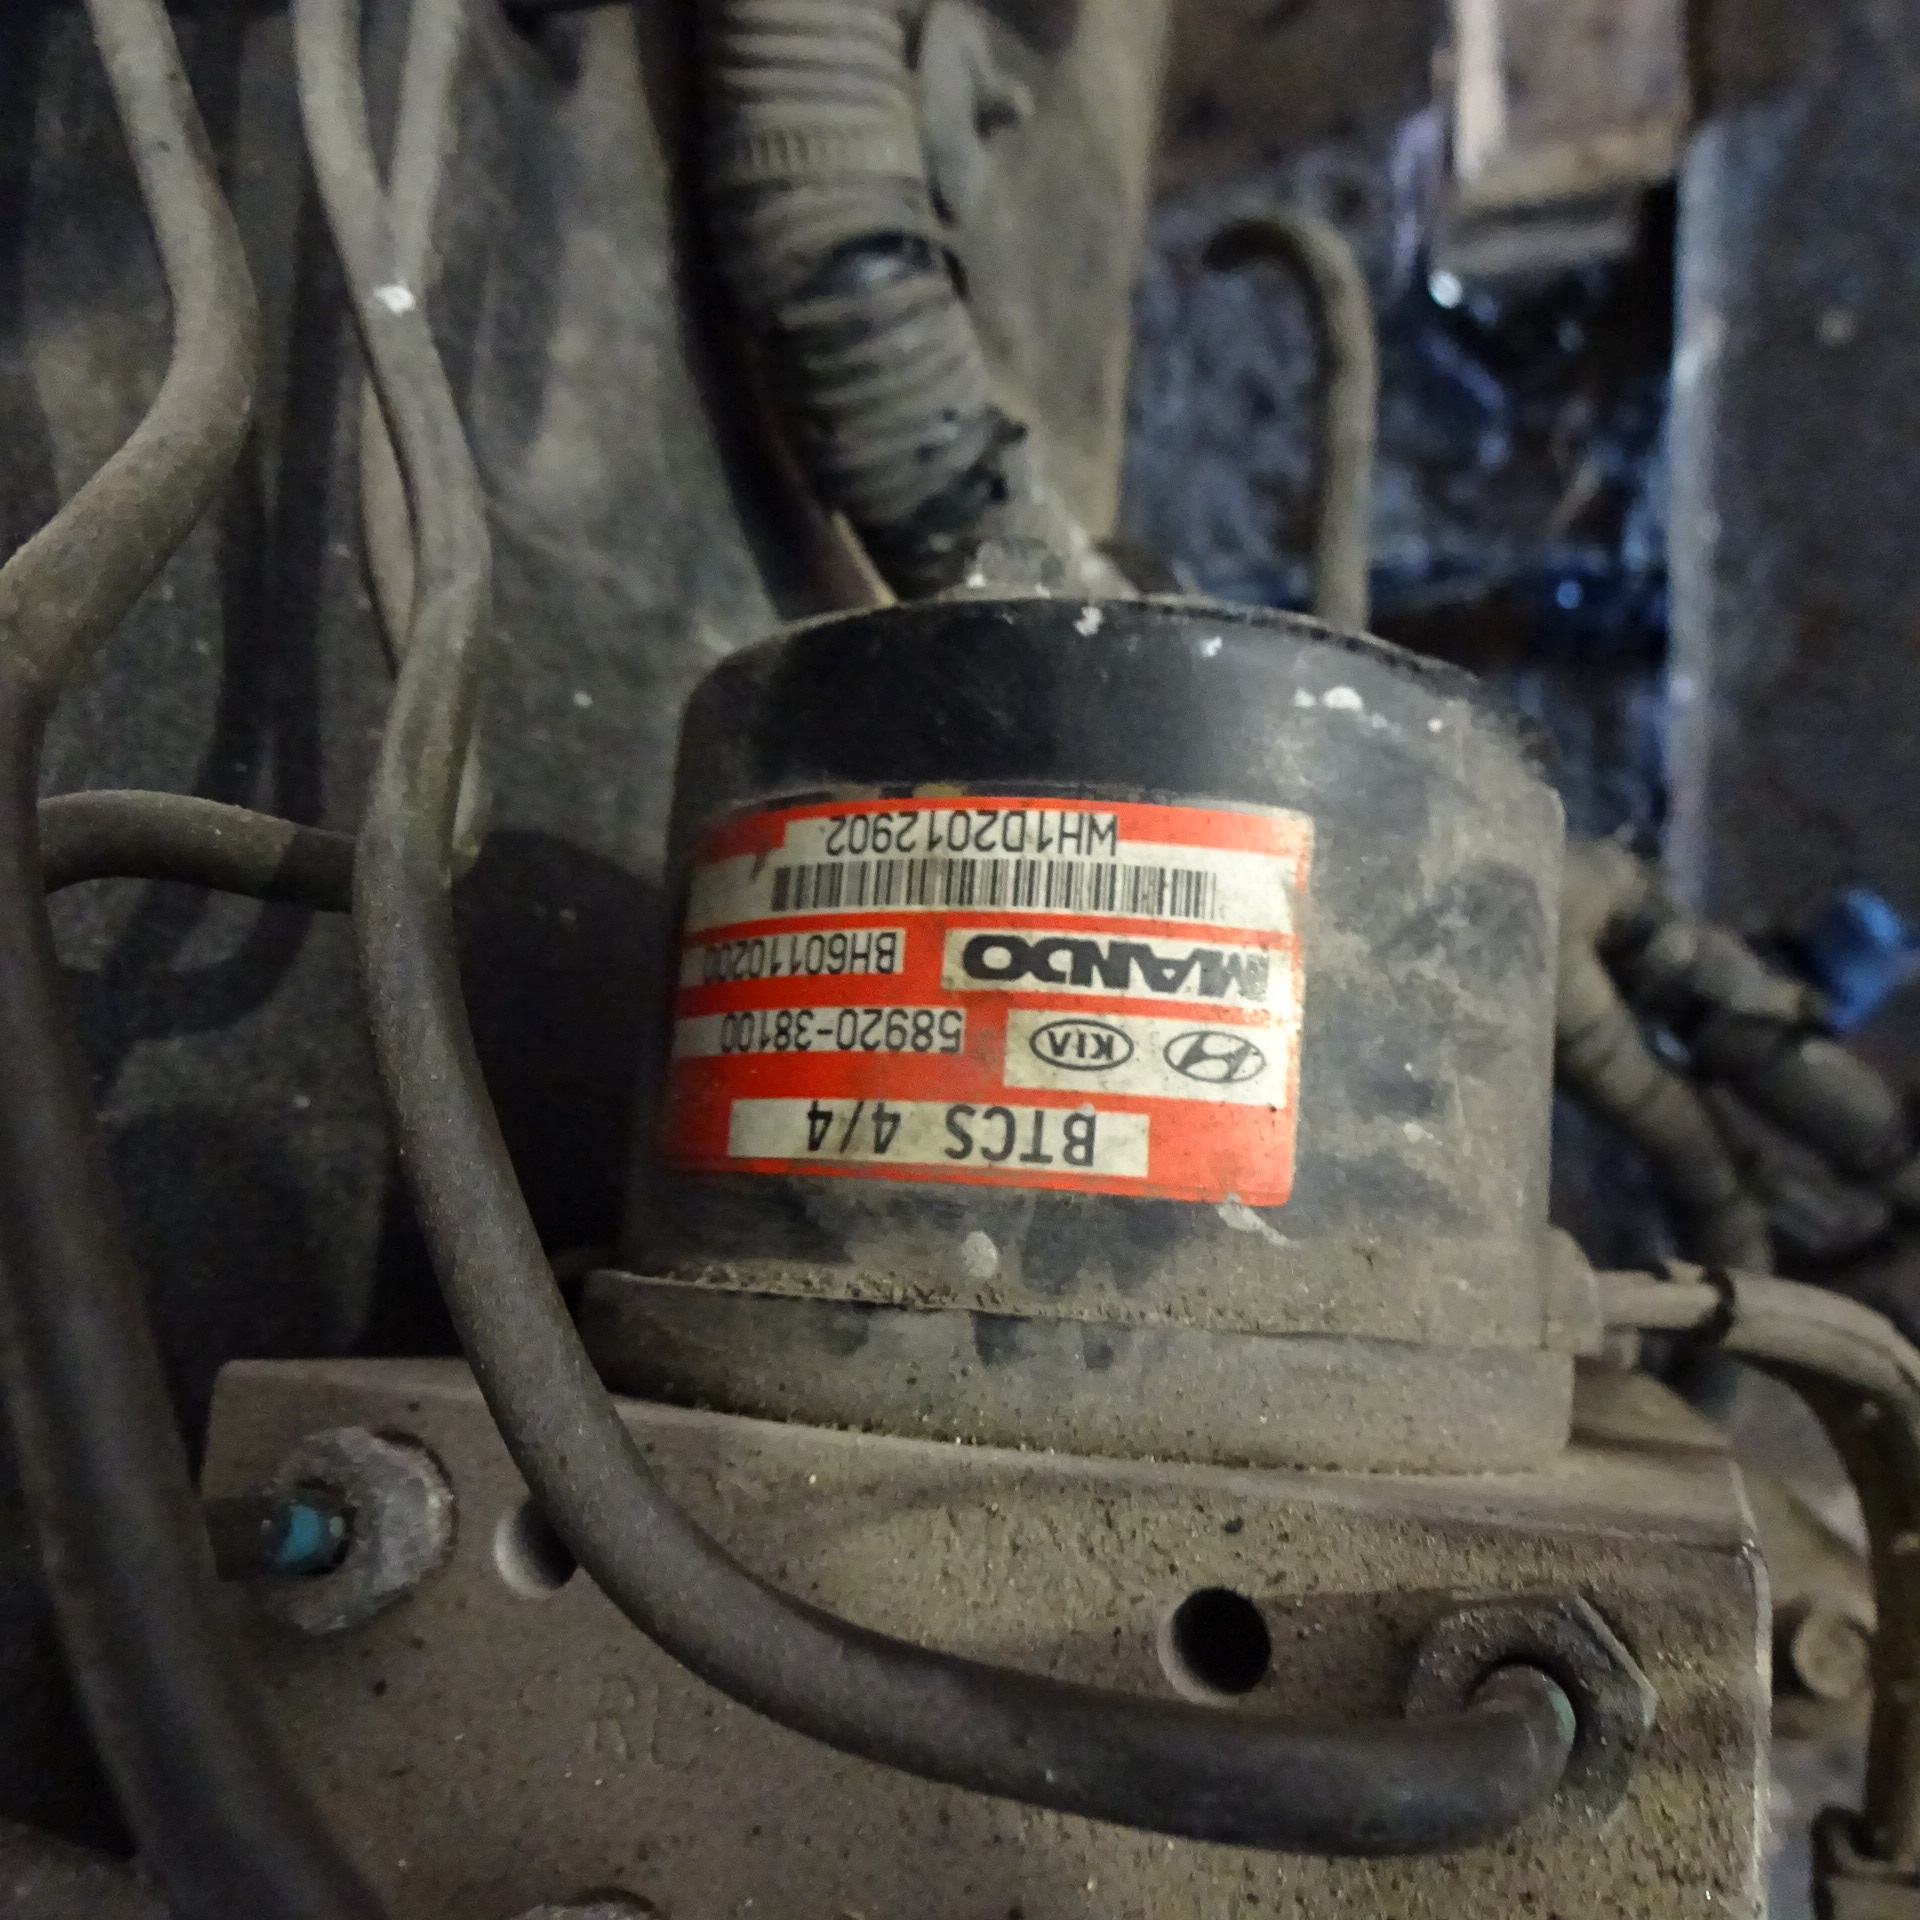 BTCS 4/4
KIA 58920-38100
MANDO BH60110200
WH1D2012902